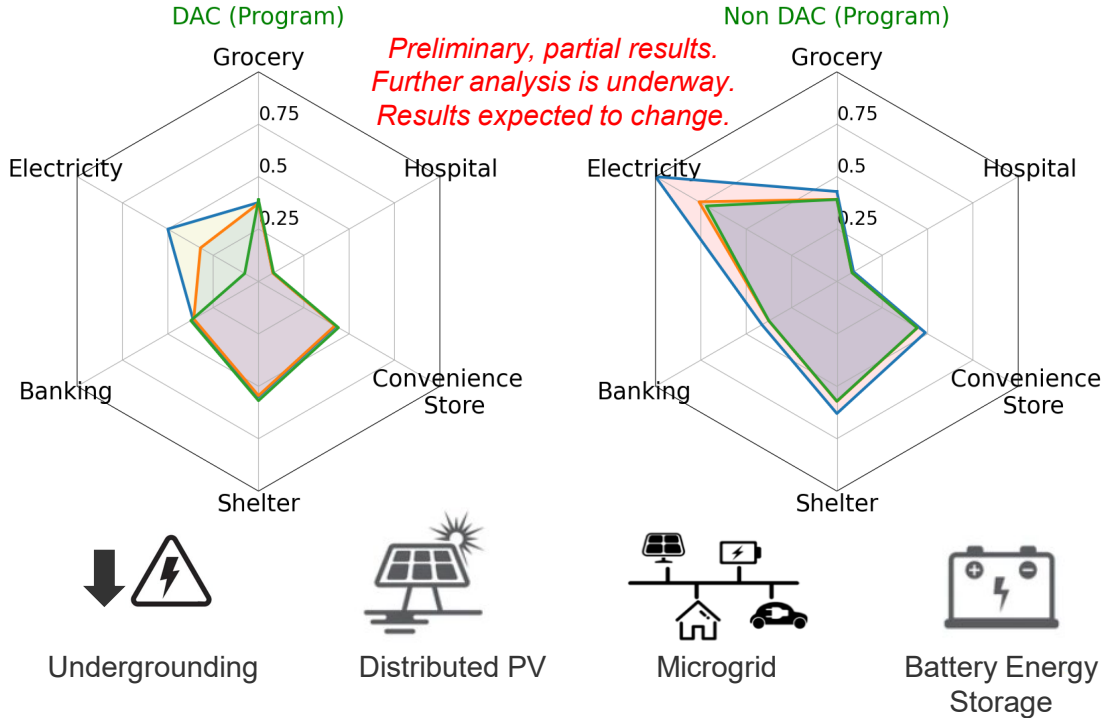 DAC (Program)
Non DAC (Program)
Preliminary, partial results.
Further analysis is underway.
Results expected to change.
Grocery
0.75
0.5
0.25
Electricity
Hospital
Banking
Convenience
Store
Shelter
Grocery
0.75
0.5
0.25
Electricity
Hospital
Banking
Convenience
Store
Shelter
Undergrounding
Distributed PV
Microgrid
Battery Energy
Storage